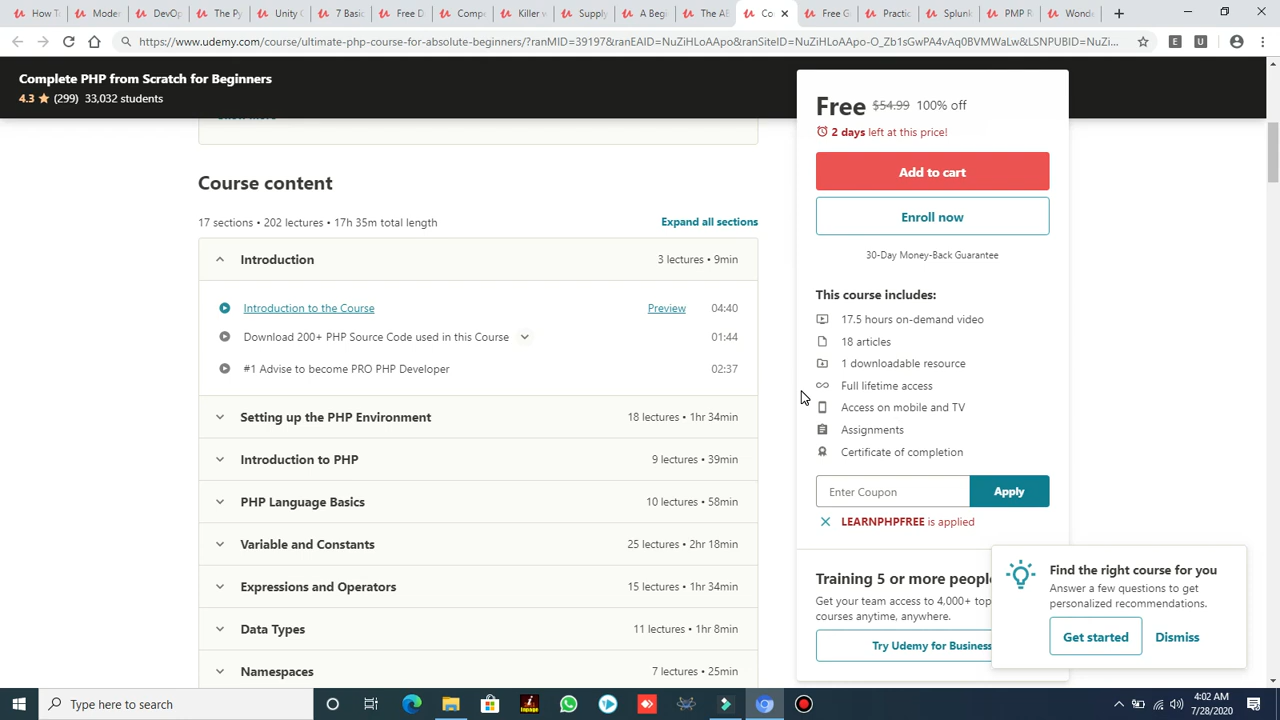 How T
Moder
DevOp
The Py
Unity C
7 Basic
Free D
Compe
Killer w
Supply
A Begi
The AB
Co
Free G
Practic
Splunk
PMP R
Wonde
https://www.udemy.com/course/ultimate-php-course-for-absolute-beginners/?ranMID=39197&ranEAID=NuZiHLoAApo&ranSiteID=NuZiHLoAApo-O_Zb1sGwPA4vAq0BVMWaLw&LSNPUBID=NuZi...
Complete PHP from Scratch for Beginners
4.3 ★ (299) 33,032 students
Free $54.99 100% off
2 days left at this price!
Add to cart
Enroll now
30-Day Money-Back Guarantee
This course includes:
17.5 hours on-demand video
18 articles
1 downloadable resource
Full lifetime access
Access on mobile and TV
Assignments
Certificate of completion
Enter Coupon Apply
LEARNPHPFREE is applied
Training 5 or more peopl
Get your team access to 4,000+ top
courses anytime, anywhere.
Try Udemy for Business
Course content
17 sections • 202 lectures • 17h 35m total length Expand all sections
Introduction 3 lectures • 9min
Introduction to the Course Preview 04:40
Download 200+ PHP Source Code used in this Course 01:44
#1 Advise to become PRO PHP Developer 02:37
Setting up the PHP Environment 18 lectures • 1hr 34min
Introduction to PHP 9 lectures • 39min
PHP Language Basics 10 lectures • 58min
Variable and Constants 25 lectures • 2hr 18min
Expressions and Operators 15 lectures • 1hr 34min
Data Types 11 lectures • 1hr 8min
Namespaces 7 lectures • 25min
Find the right course for you
Answer a few questions to get
personalized recommendations.
Get started Dismiss
Type here to search
4:02 AM
7/28/2020